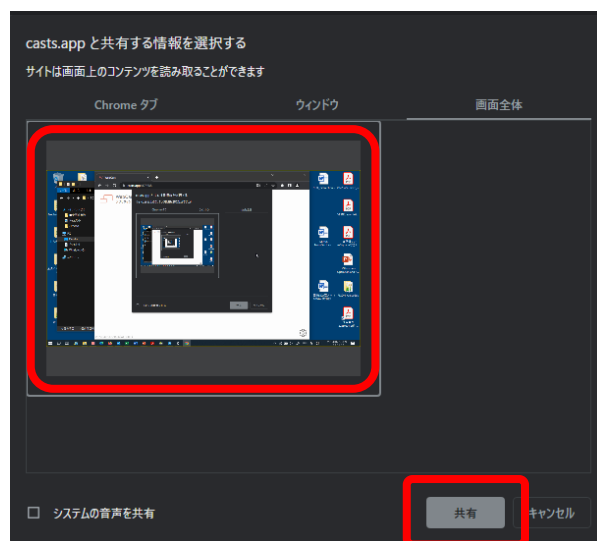 casts.app と共有する情報を選択する
サイトは画面上のコンテンツを読み取ることができます
Chrome タブ ウィンドウ 画面全体
システムの音声を共有
共有 キャンセル